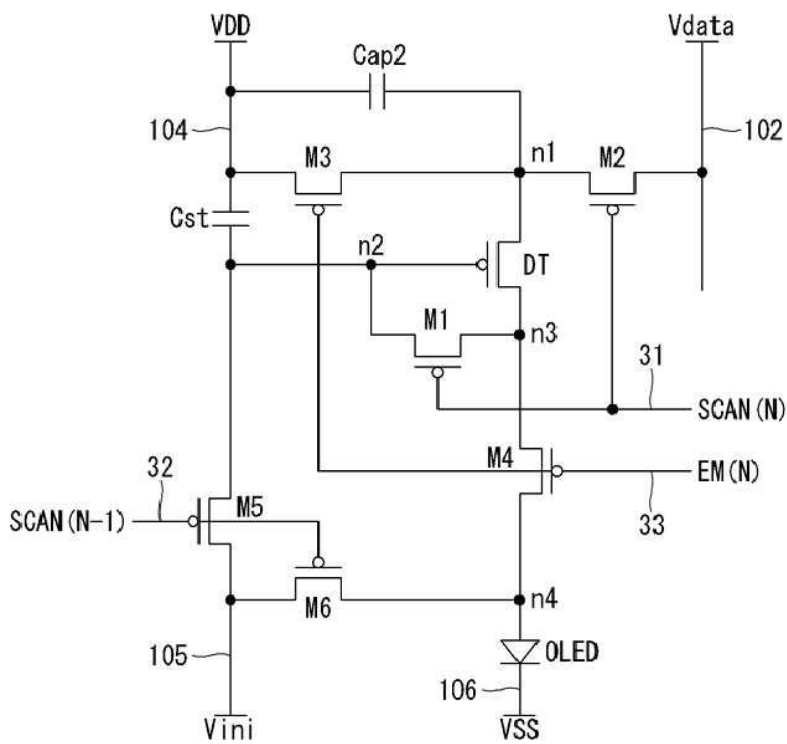 VDD
Vdata
Cap2
104
102
M3
n1
M2
Cst
n2
DT
M1
n3
31
SCAN(N)
32
M4
EM(N)
SCAN(N-1)
M5
33
M6
n4
105
OLED
106
Vini
VSS